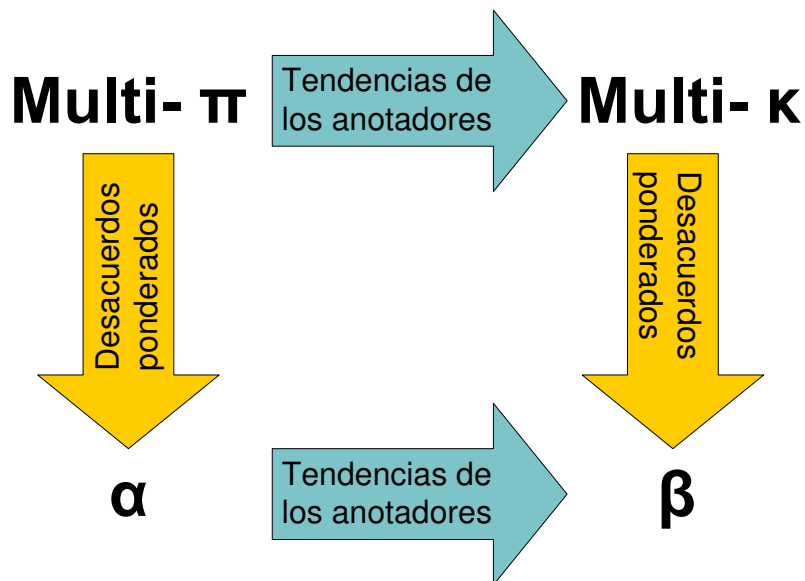 Multi- π
Tendencias de
los anotadores
Multi- κ
Desacuerdos
ponderados
Desacuerdos
ponderados
α
Tendencias de
los anotadores
β